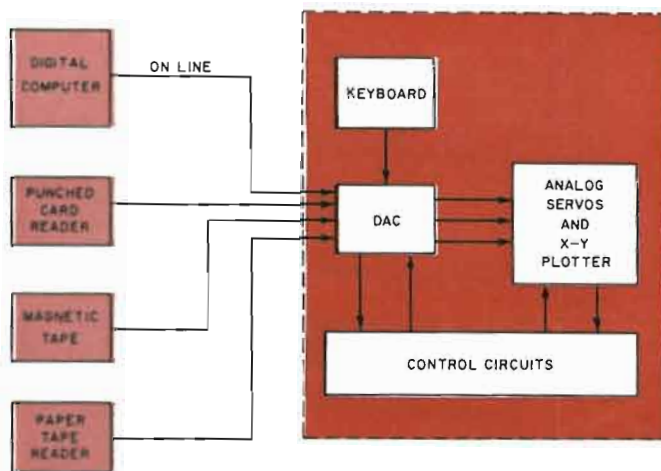 DIGITAL
COMPUTER
ON LINE
KEYBOARD
PUNCHED
CARD
READER
DAC
ANALOG
SERVOS
AND
X-Y
PLOTTER
MAGNETIC
TAPE
CONTROL CIRCUITS
PAPER
TAPE
READER